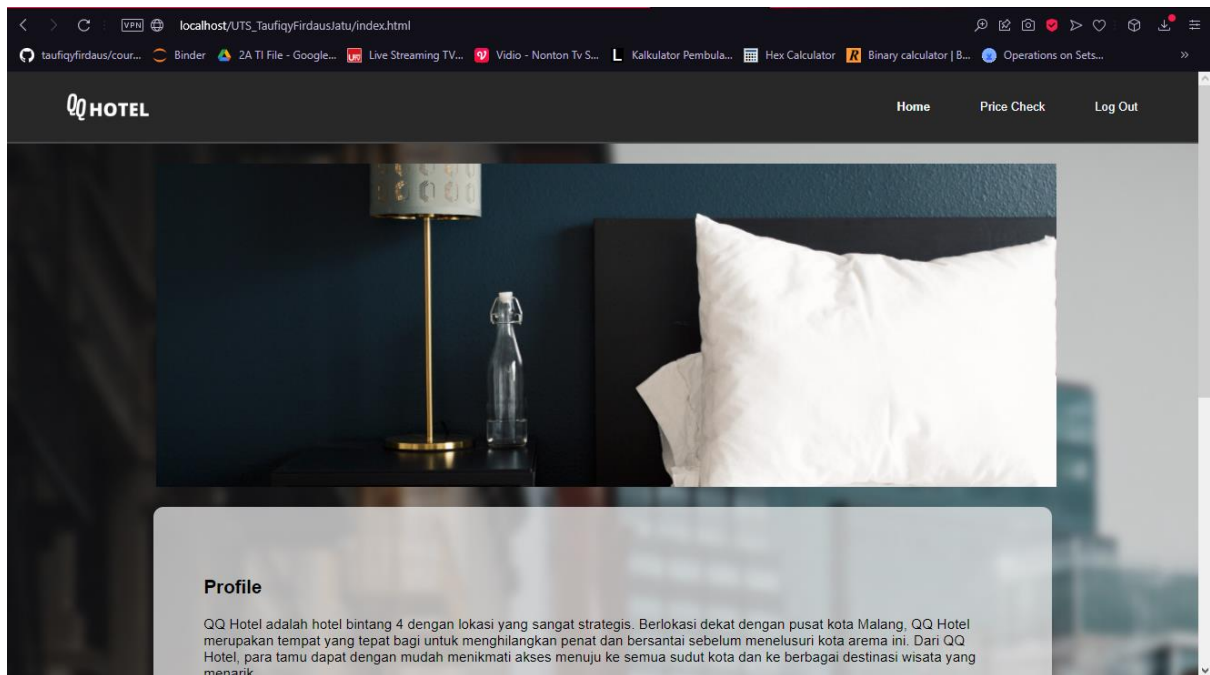 VPN localhost/UTS_TaufiqyFirdausJatu/index.html
taufiqyfirdaus/cour... Binder 2A TI File - Google... Live Streaming TV... Vidio - Nonton Tv S... L Kalkulator Pembula... Hex Calculator R Binary calculator | B... Operations on Sets... »
QQ HOTEL Home Price Check Log Out
Profile
QQ Hotel adalah hotel bintang 4 dengan lokasi yang sangat strategis. Berlokasi dekat dengan pusat kota Malang, QQ Hotel
merupakan tempat yang tepat bagi untuk menghilangkan penat dan bersantai sebelum menelusuri kota arema ini. Dari QQ
Hotel, para tamu dapat dengan mudah menikmati akses menuju ke semua sudut kota dan ke berbagai destinasi wisata yang
menarik